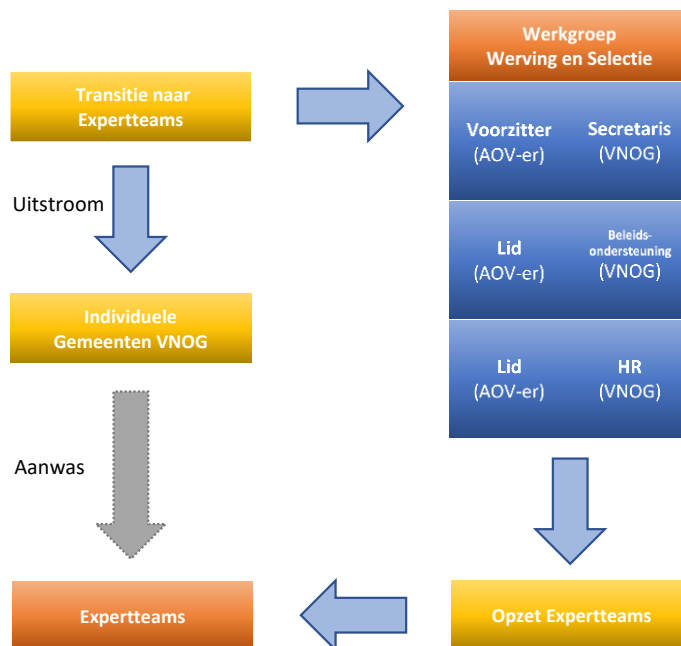 Transitie naar
Expertteams
Uitstroom
Individuele
Gemeenten VNOG
Aanwas
Expertteams
Werkgroep
Werving en Selectie
Voorzitter
(AOV-er)
Secretaris
(VNOG)
Lid
(AOV-er)
Beleids-
ondersteuning
(VNOG)
Lid
(AOV-er)
HR
(VNOG)
Opzet Expertteams